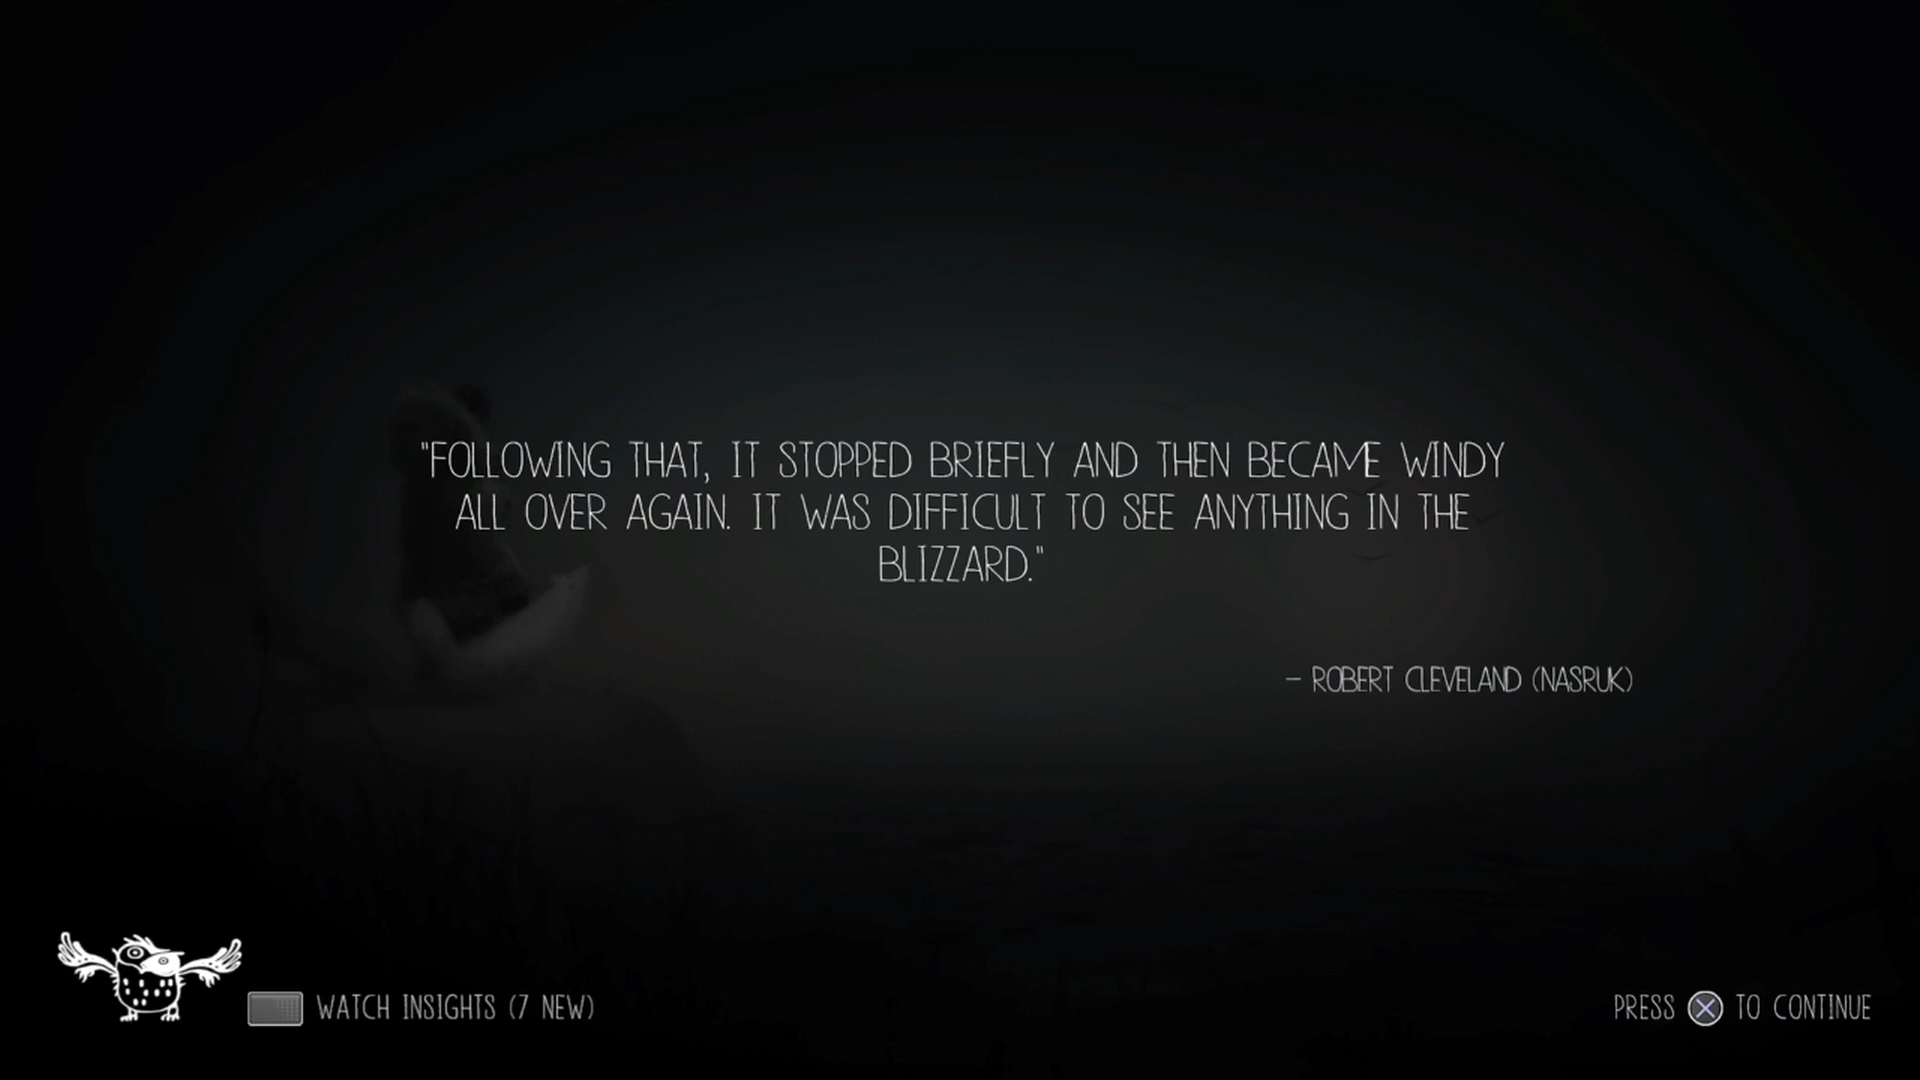 "FOLLOWING THAT, IT STOPPED BRIEFLY AND THEN BECAME WINDY
ALL OVER AGAIN. IT WAS DIFFICULT TO SEE ANYTHING IN THE
BLIZZARD."
– ROBERT CLEVELAND (NASRUK)
WATCH INSIGHTS (7 NEW)
PRESS ⓧ TO CONTINUE